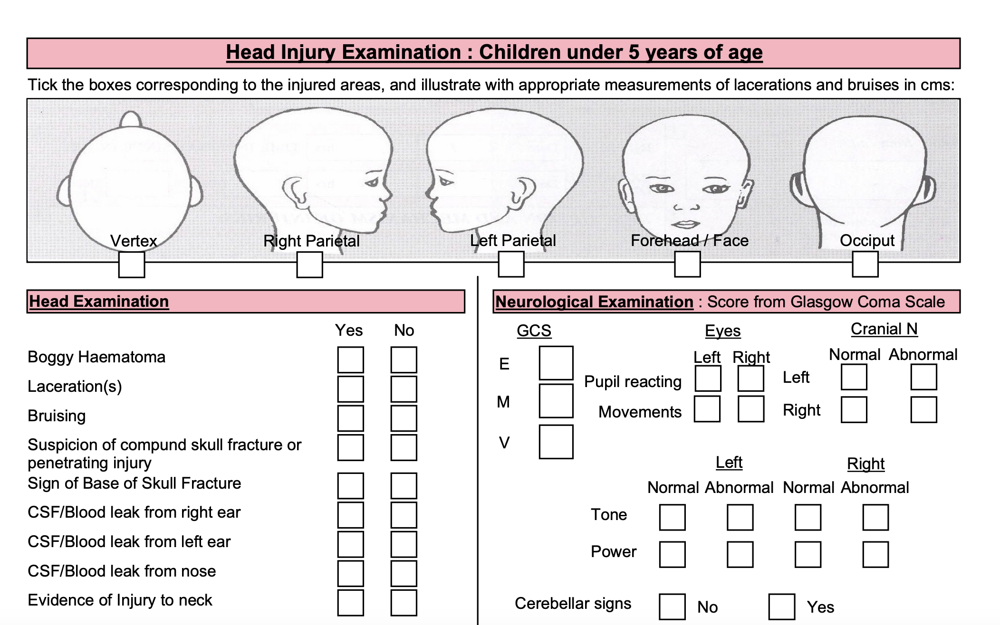 Head Injury Examination : Children under 5 years of age
Tick the boxes corresponding to the injured areas, and illustrate with appropriate measurements of lacerations and bruises in cms:
Vertex Right Parietal Left Parietal Forehead / Face Occiput
Head Examination
Yes No
Boggy Haematoma
Laceration(s)
Bruising
Suspicion of compund skull fracture or
penetrating injury
Sign of Base of Skull Fracture
CSF/Blood leak from right ear
CSF/Blood leak from left ear
CSF/Blood leak from nose
Evidence of Injury to neck
Neurological Examination : Score from Glasgow Coma Scale
GCS Eyes Cranial N
Left Right Normal Abnormal
E
Pupil reacting Left
M
Movements Right
V
Left Right
Normal Abnormal Normal Abnormal
Tone
Power
Cerebellar signs No Yes